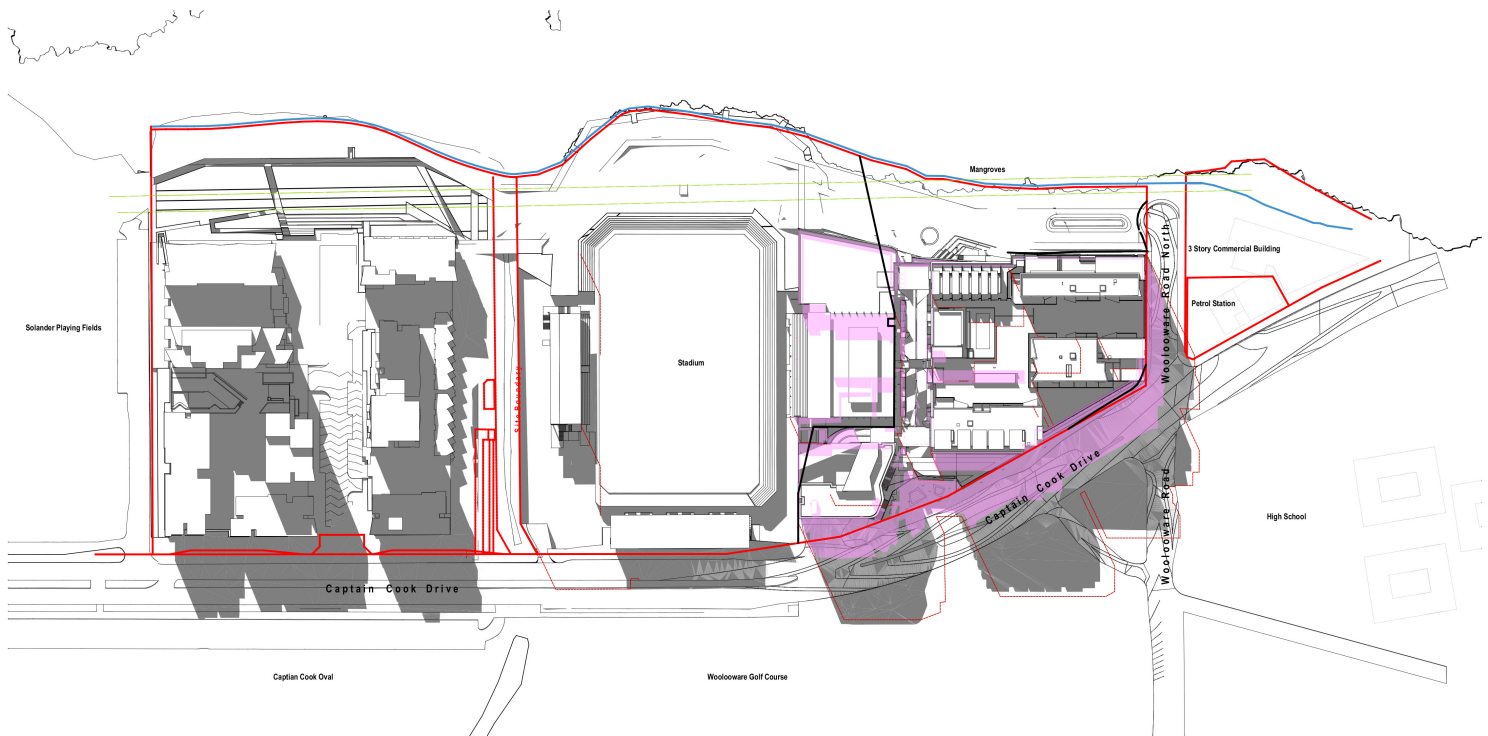 Mangroves
3 Story Commercial Building
Woolooware Road North
Petrol Station
Solander Playing Fields
Stadium
Site Boundary
Captain Cook Drive
Woolooware Road
High School
Captain Cook Drive
Captian Cook Oval
Woolooware Golf Course